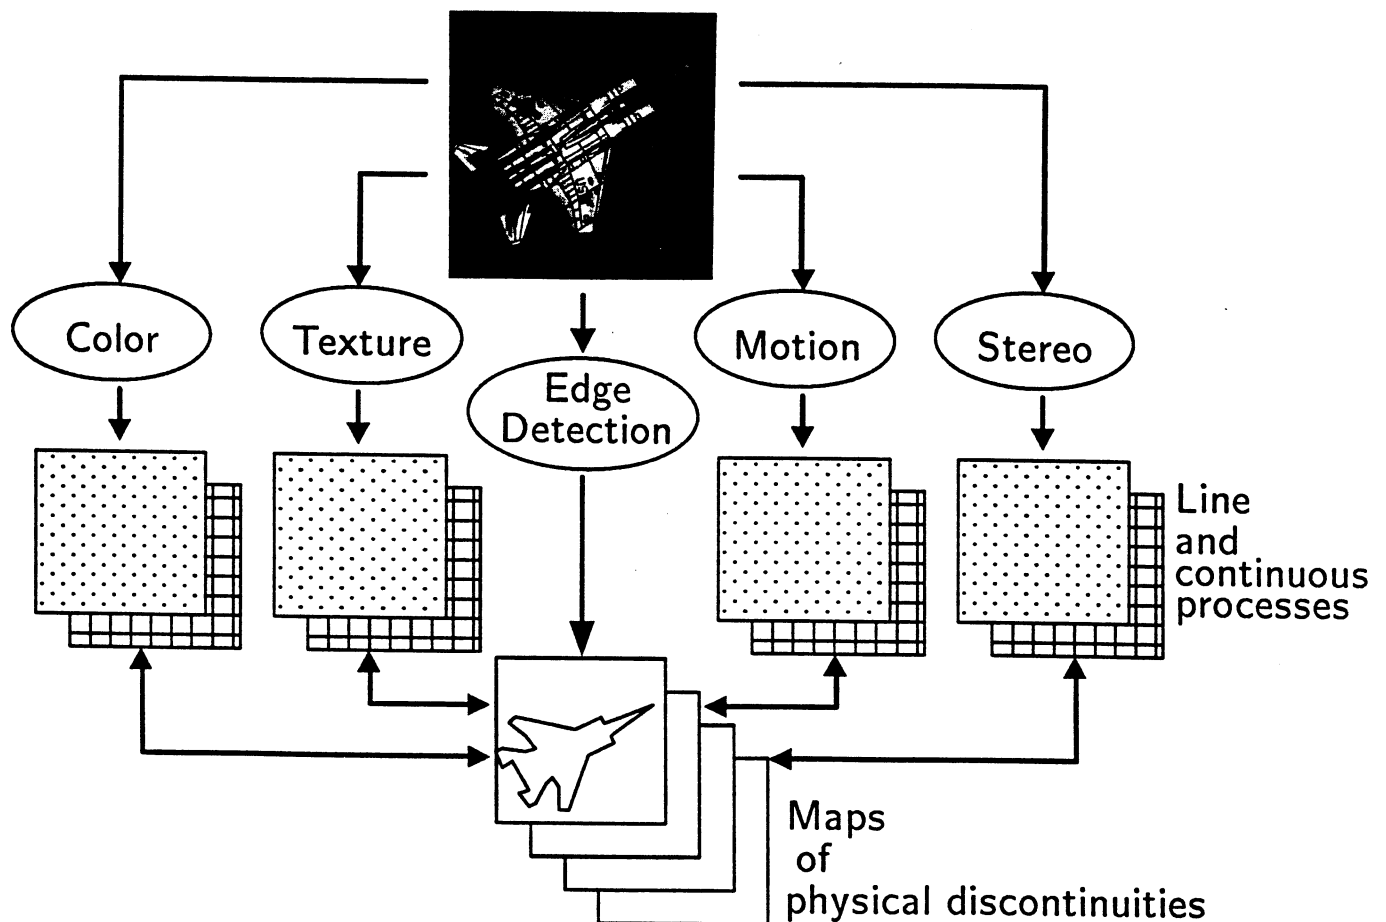 Color
Texture
Edge
Detection
Motion
Stereo
Line
and
continuous
processes
Maps
of
physical discontinuities